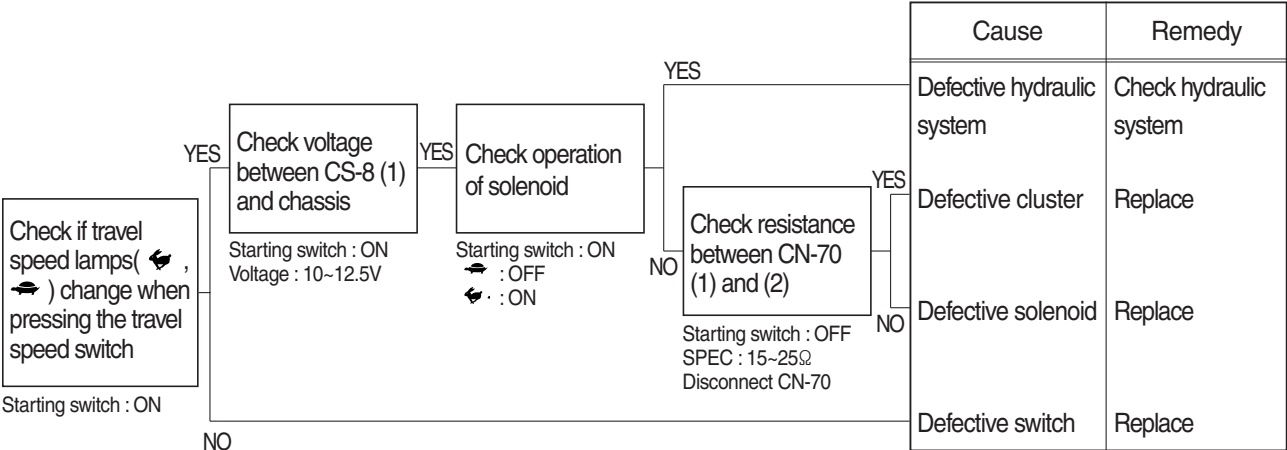 Check if travel
speed lamps( , 
) change when
pressing the travel
speed switch
Starting switch : ON
YES
NO
Check voltage
between CS-8 (1)
and chassis
Starting switch : ON
Voltage : 10~12.5V
YES
Check operation
of solenoid
Starting switch : ON
: OFF
: ON
YES
NO
Check resistance
between CN-70
(1) and (2)
Starting switch : OFF
SPEC : 15~25Ω
Disconnect CN-70
YES
NO
Cause Remedy
Defective hydraulic Check hydraulic
system system
Defective cluster Replace
Defective solenoid Replace
Defective switch Replace